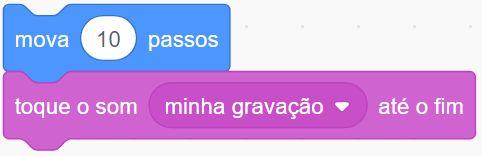 mova 10 passos
toque o som minha gravação até o fim